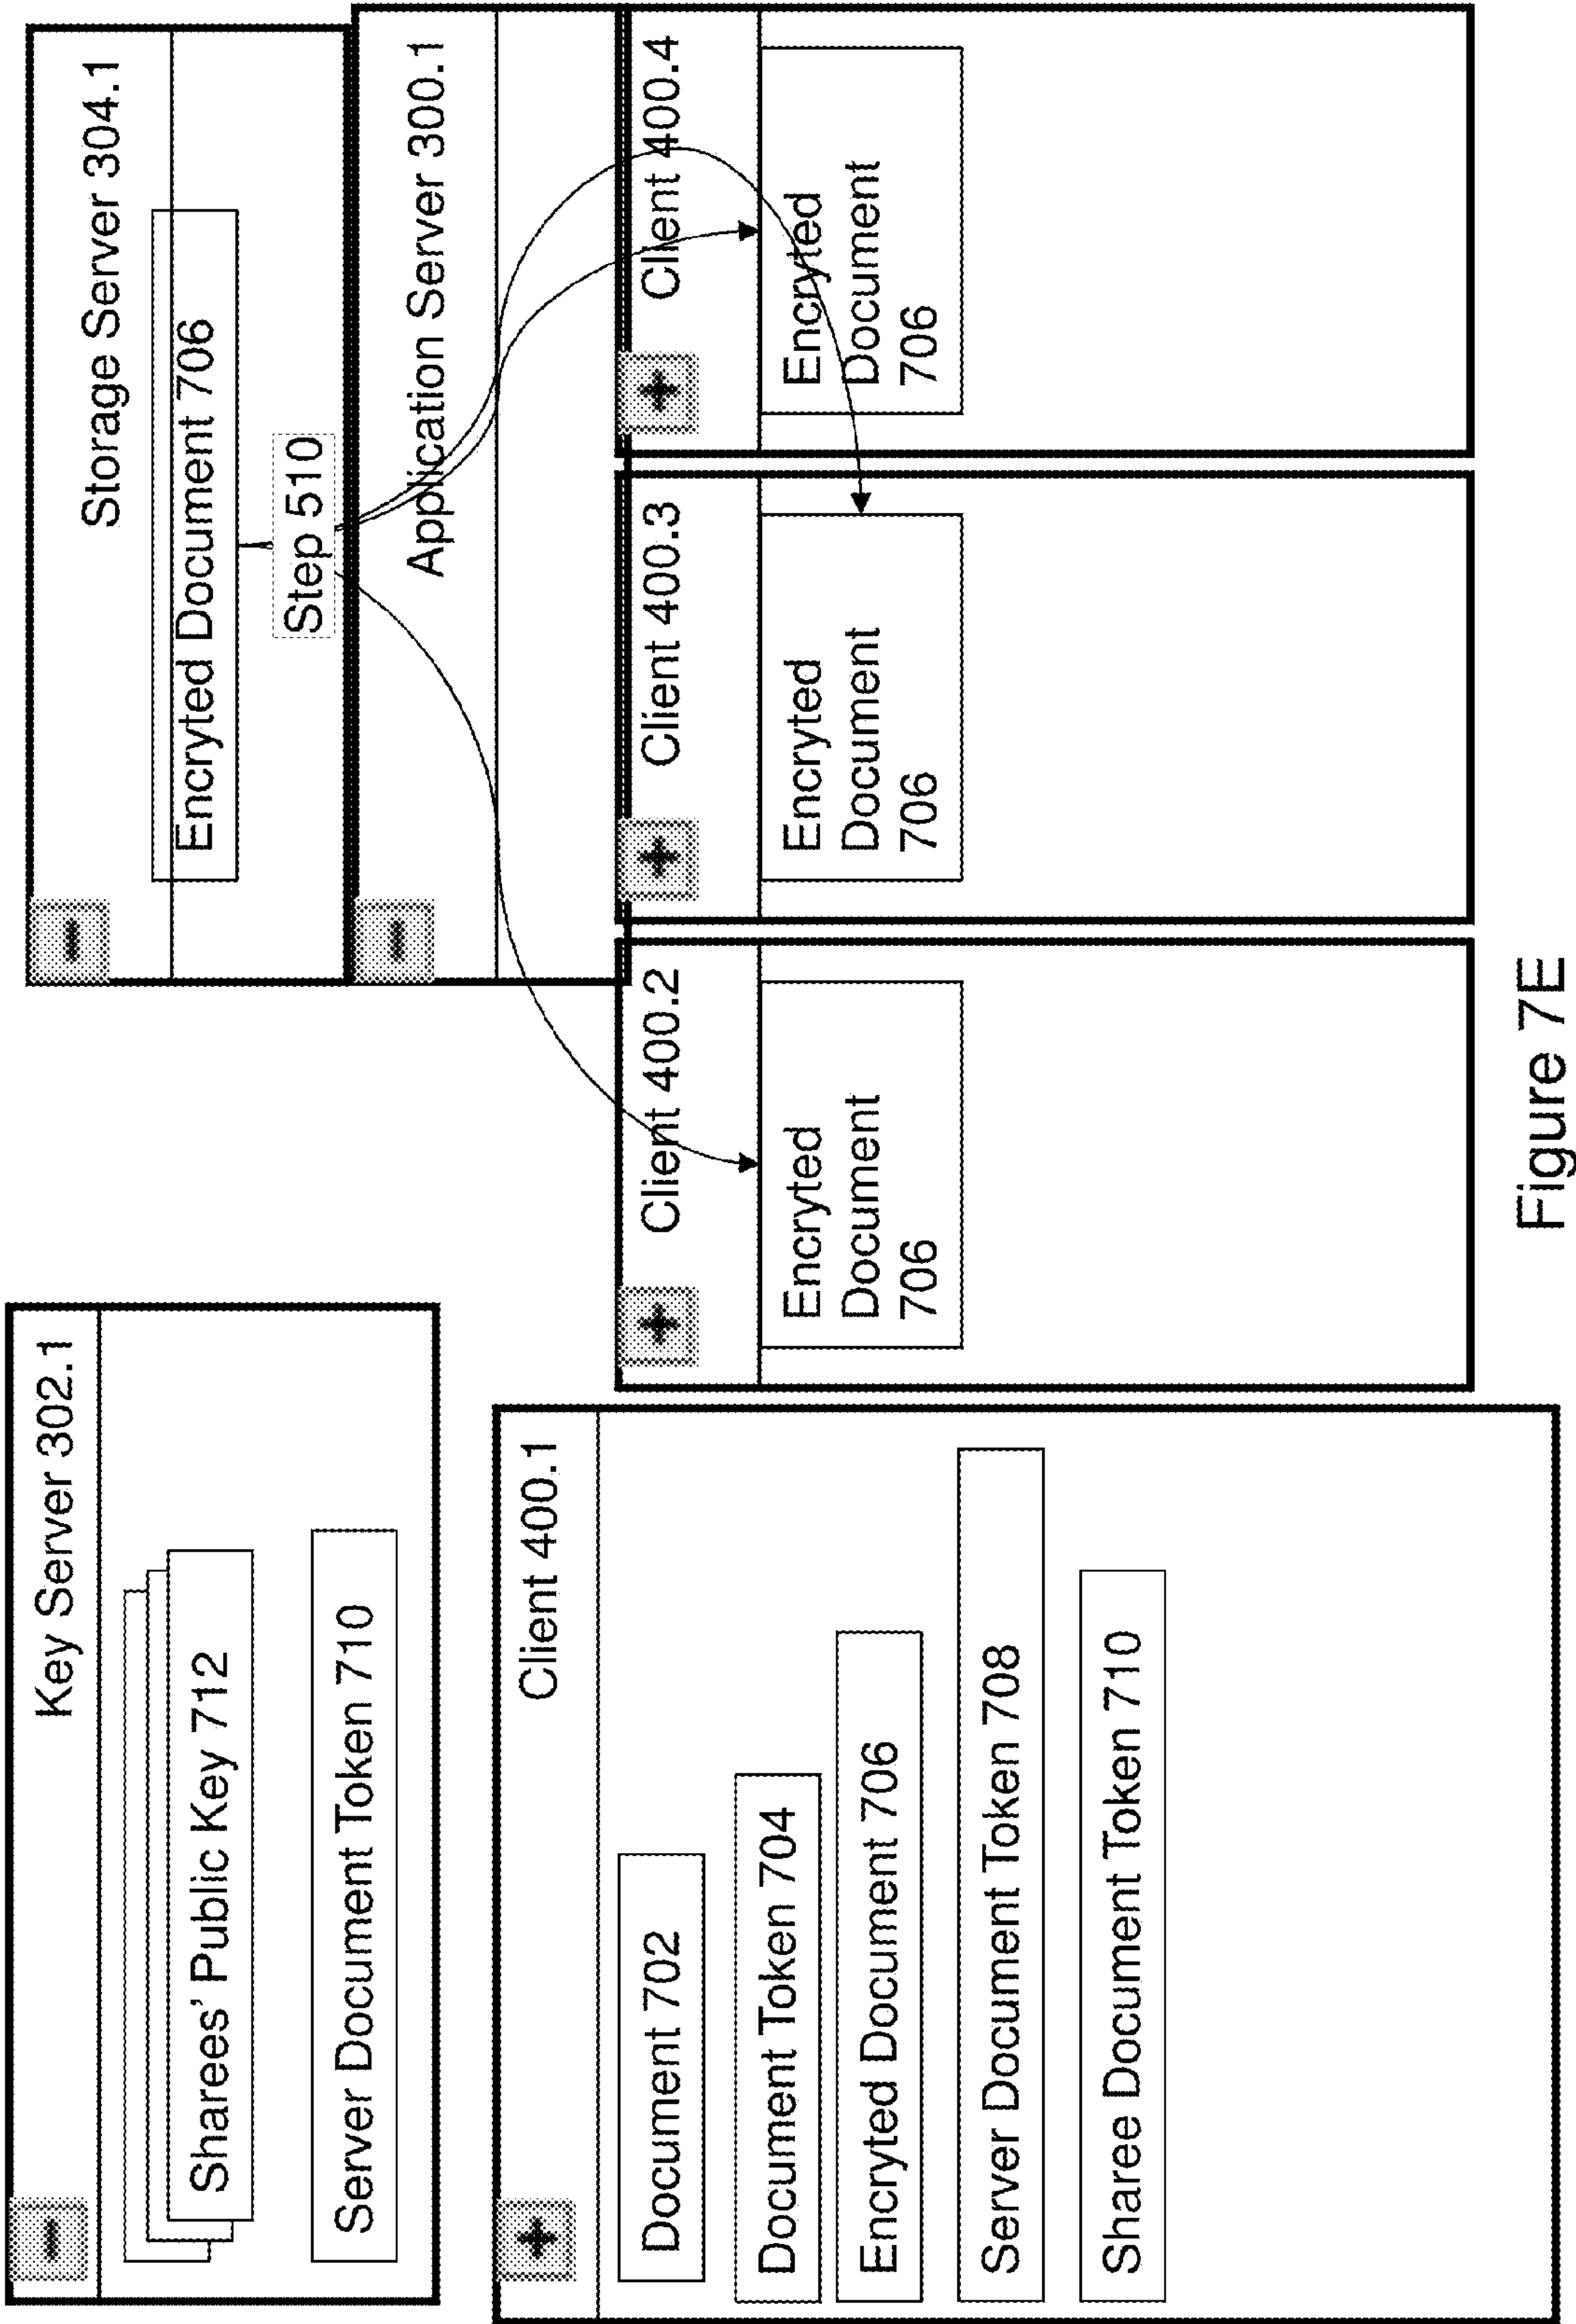 Key Server 302.1
Sharees' Public Key 712
Server Document Token 710
Storage Server 304.1
Encryted Document 706
Step 510
Application Server 300.1
Client 400.1
Document 702
Document Token 704
Encryted Document 706
Server Document Token 708
Sharee Document Token 710
Client 400.2
Encryted
Document
706
Client 400.3
Encryted
Document
706
Client 400.4
Encryted
Document
706
Figure 7E